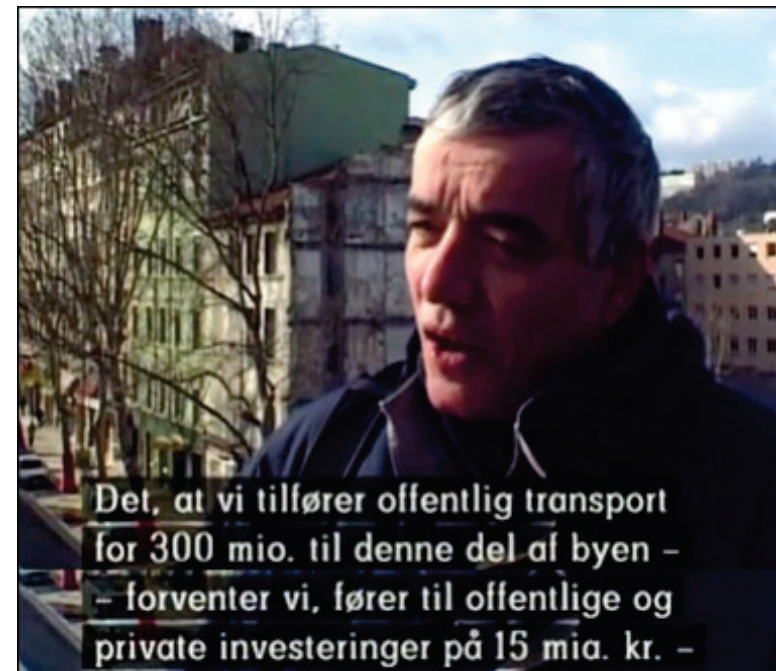 Det, at vi tilfører offentlig transport
for 300 mio. til denne del af byen –
– forventer vi, fører til offentlige og
private investeringer på 15 mia. kr. –